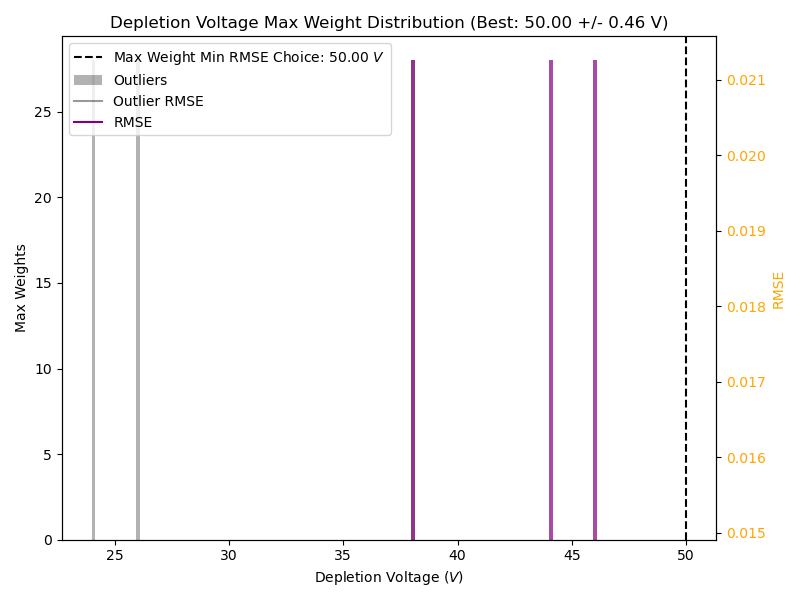 Depletion Voltage Max Weight Distribution (Best: 50.00 +/- 0.46 V)
Max Weight Min RMSE Choice: 50.00 V
Outliers
Outlier RMSE
RMSE
Max Weights
25
20
15
10
5
0
25
30
35
40
45
50
Depletion Voltage (V)
0.021
0.020
0.019
0.018
0.017
0.016
0.015
RMSE